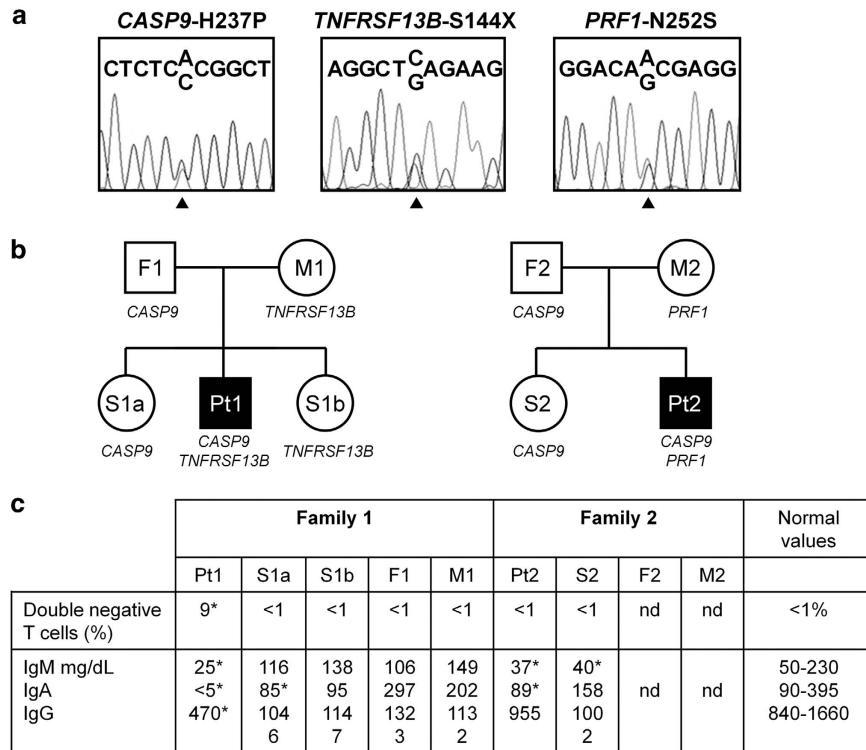 a
CASP9-H237P TNFRSF13B-S144X PRF1-N252S
CTCTCACCGGCT AGGCTCAGAAG GGACAACGAGG
C G G
b
F1 M1 F2 M2
CASP9 TNFRSF13B CASP9 PRF1
S1a Pt1 S1b S2 Pt2
CASP9 CASP9 TNFRSF13B CASP9 CASP9
TNFRSF13B PRF1
c
Family 1 Family 2 Normal
values
Pt1 S1a S1b F1 M1 Pt2 S2 F2 M2
Double negative 9* <1 <1 <1 <1 <1 <1 nd nd <1%
T cells (%)
IgM mg/dL 25* 116 138 106 149 37* 40* 50-230
IgA <5* 85* 95 297 202 89* 158 nd nd 90-395
IgG 470* 104 114 132 113 955 100 840-1660
6 7 3 2 2